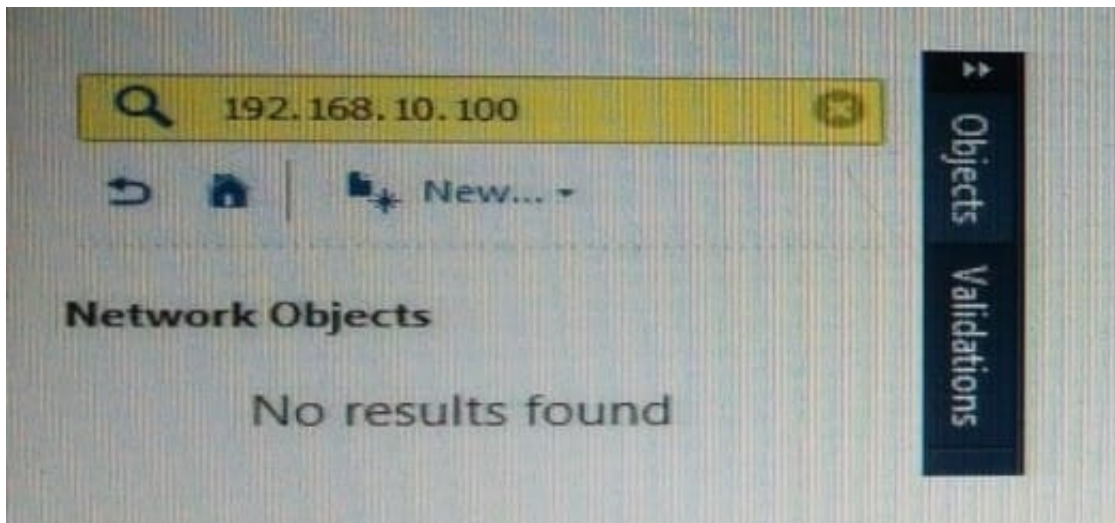 192.168.10.100
New...
Network Objects
No results found
Objects
Validations